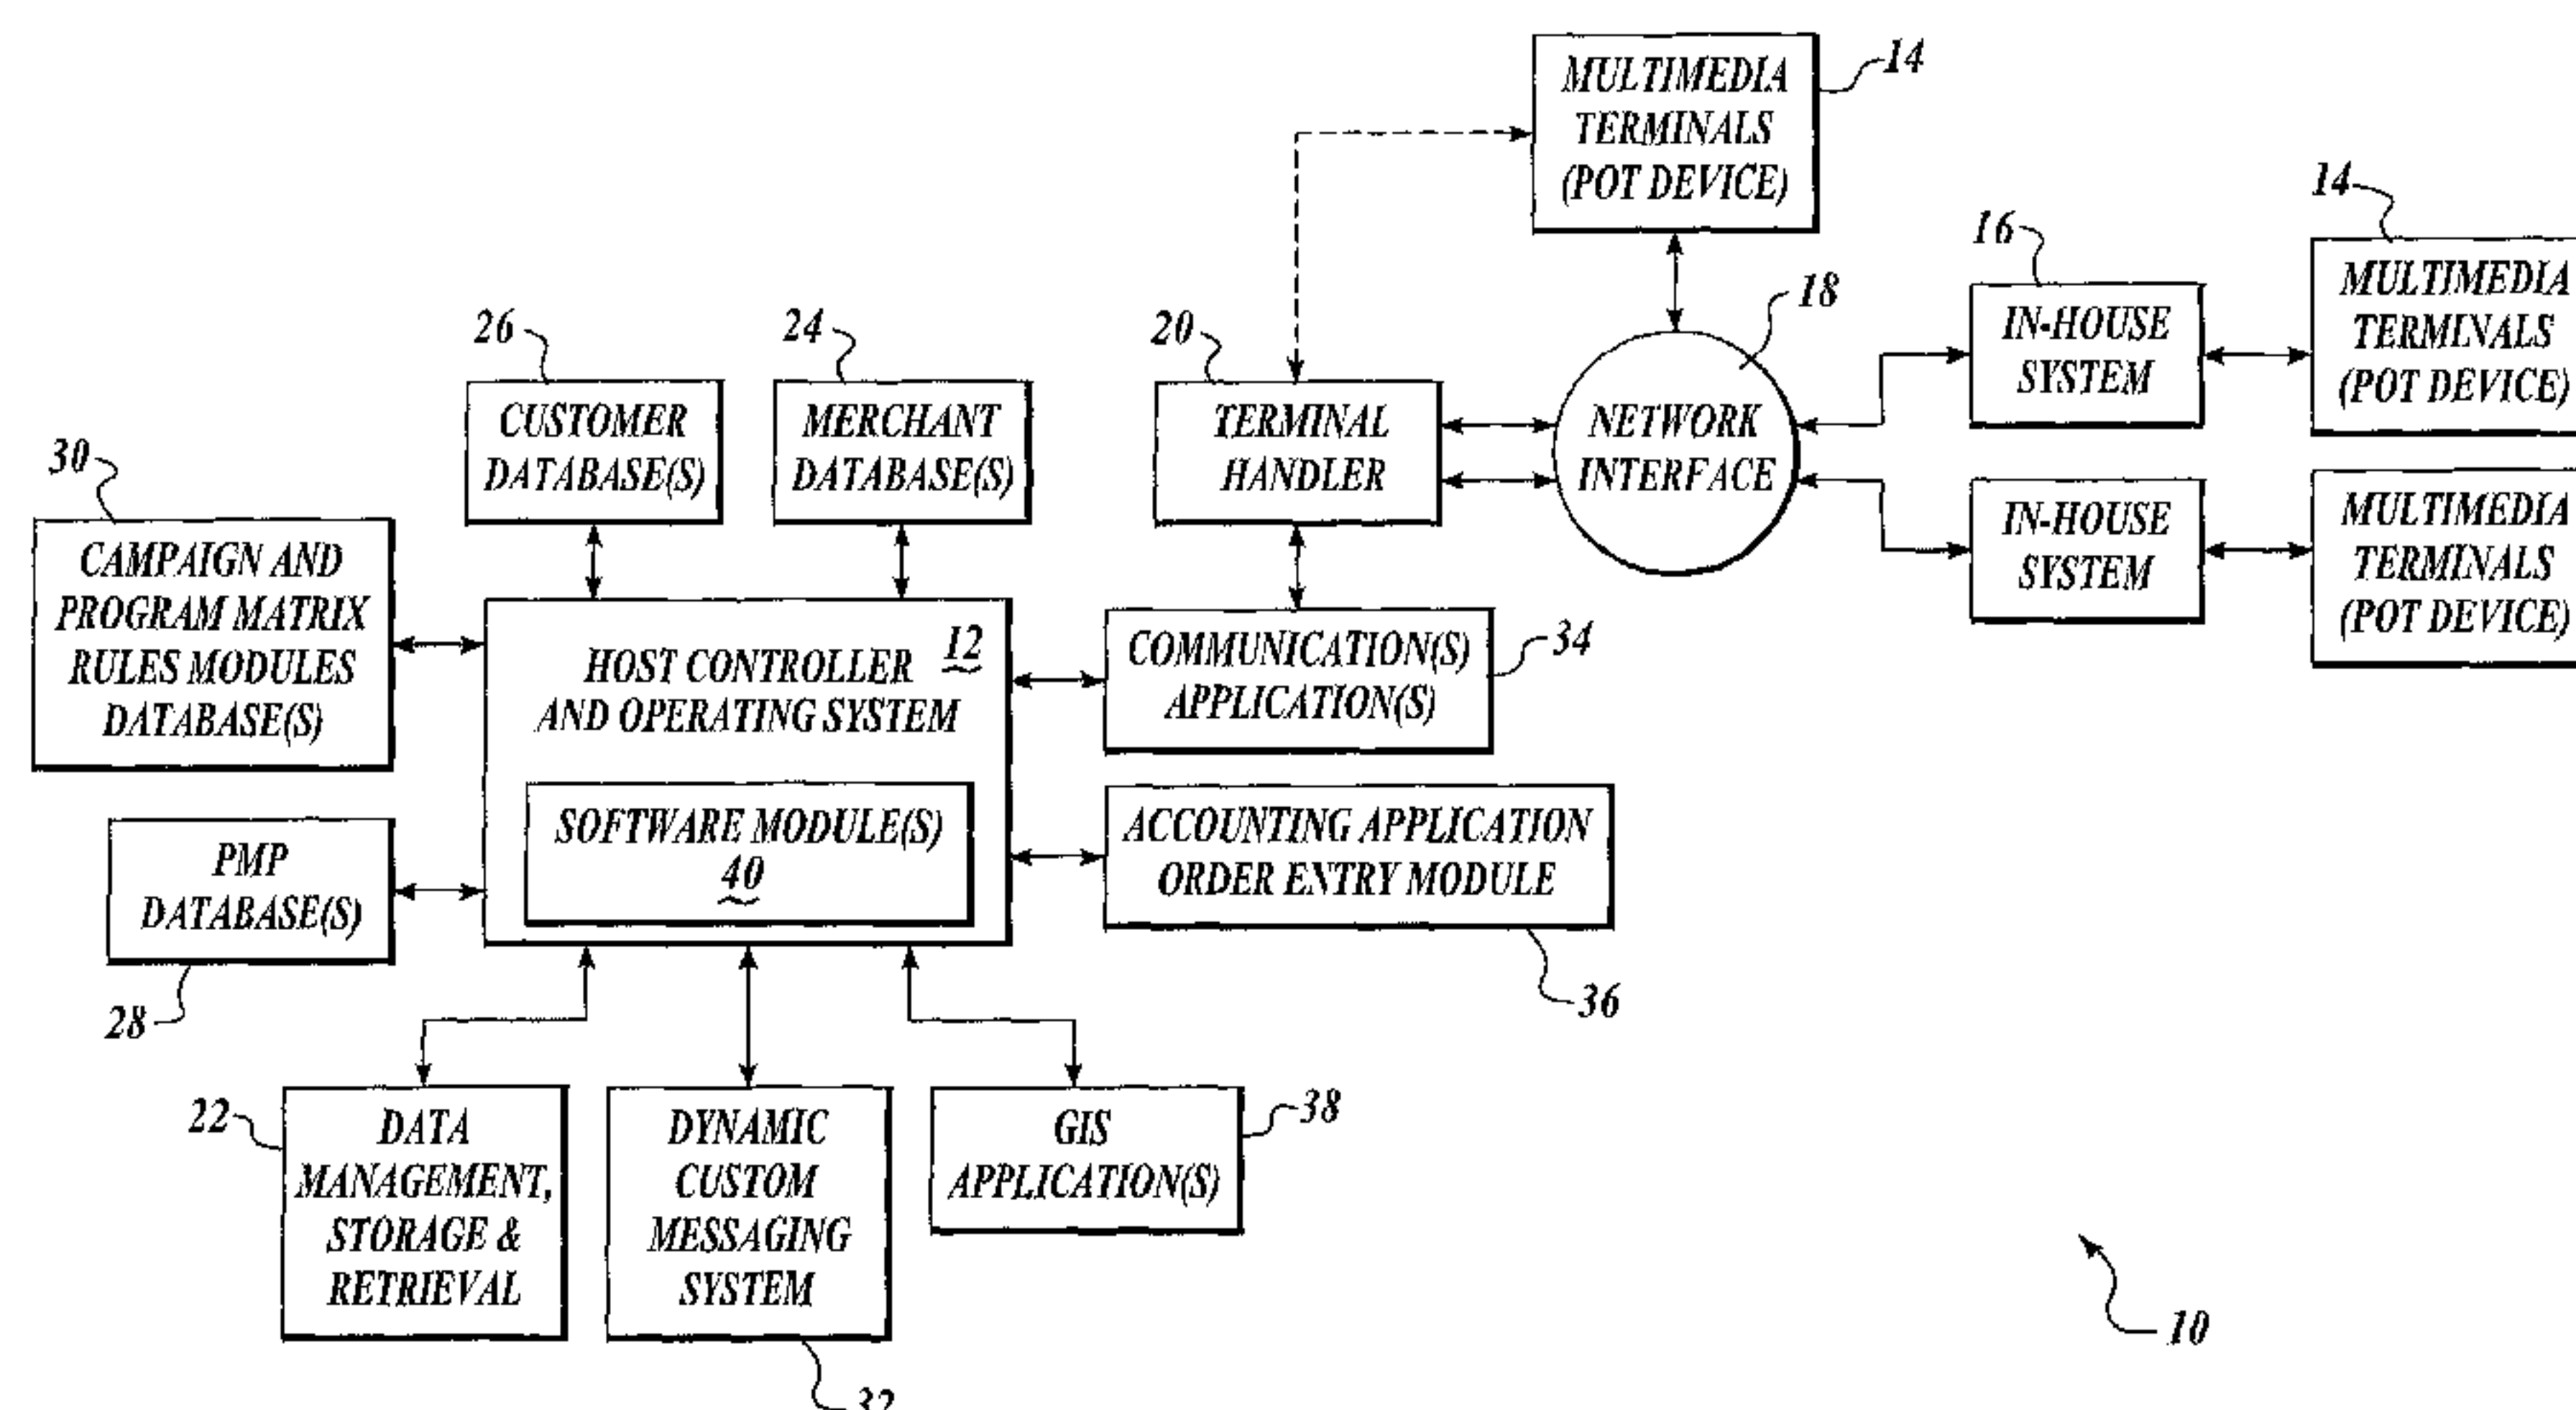 14
MULTIMEDIA
TERMINALS
(POT DEVICE)
14
MULTIMEDIA
TERMINALS
(POT DEVICE)
16
IN-HOUSE
SYSTEM
18
NETWORK
INTERFACE
20
TERMINAL
HANDLER
IN-HOUSE
SYSTEM
MULTIMEDIA
TERMINALS
(POT DEVICE)
26
CUSTOMER
DATABASE(S)
24
MERCHANT
DATABASE(S)
30
CAMPAIGN AND
PROGRAM MATRIX
RULES MODULES
DATABASE(S)
12
HOST CONTROLLER
AND OPERATING SYSTEM
SOFTWARE MODULE(S)
40
COMMUNICATION(S)
APPLICATION(S)
34
ACCOUNTING APPLICATION
ORDER ENTRY MODULE
36
PMP
DATABASE(S)
28
22
DATA
MANAGEMENT,
STORAGE &
RETRIEVAL
DYNAMIC
CUSTOM
MESSAGING
SYSTEM
32
GIS
APPLICATION(S)
38
10